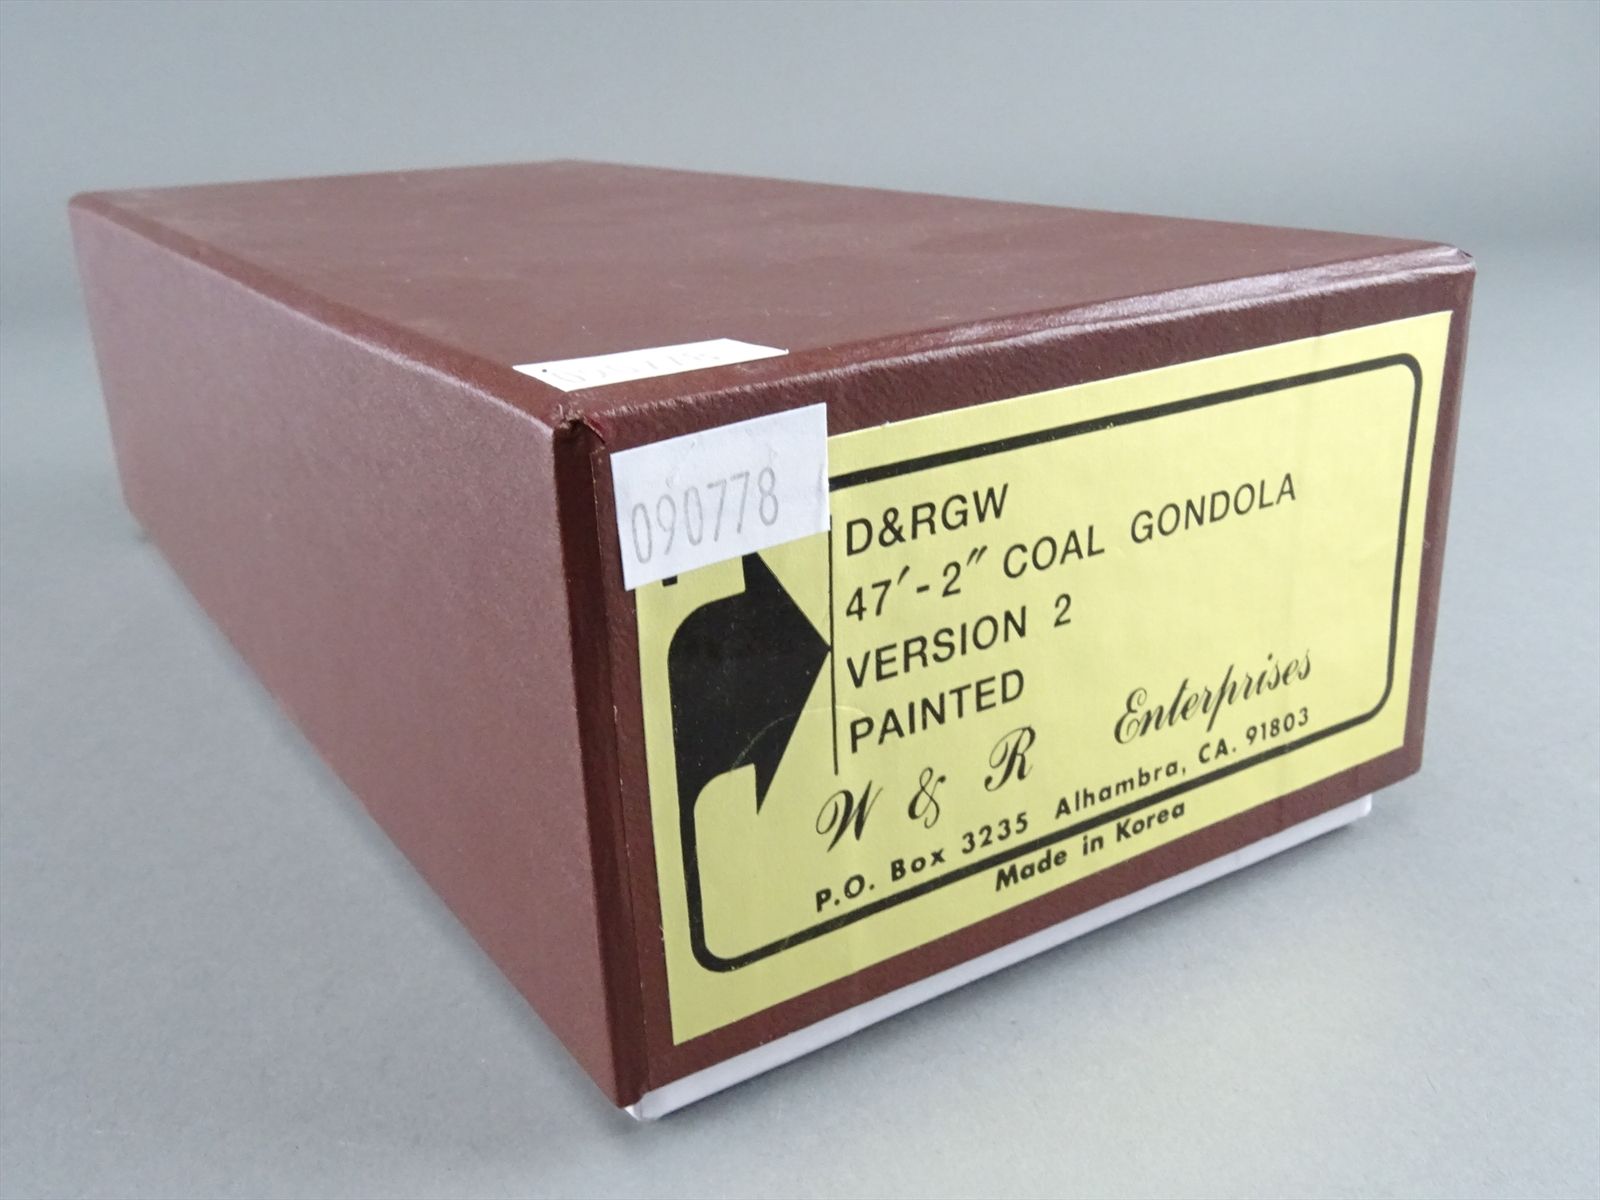 090778
D&RGW
47'-2" COAL GONDOLA
VERSION 2
PAINTED
W & R Enterprises
P.O. Box 3235 Alhambra, CA. 91803
Made in Korea